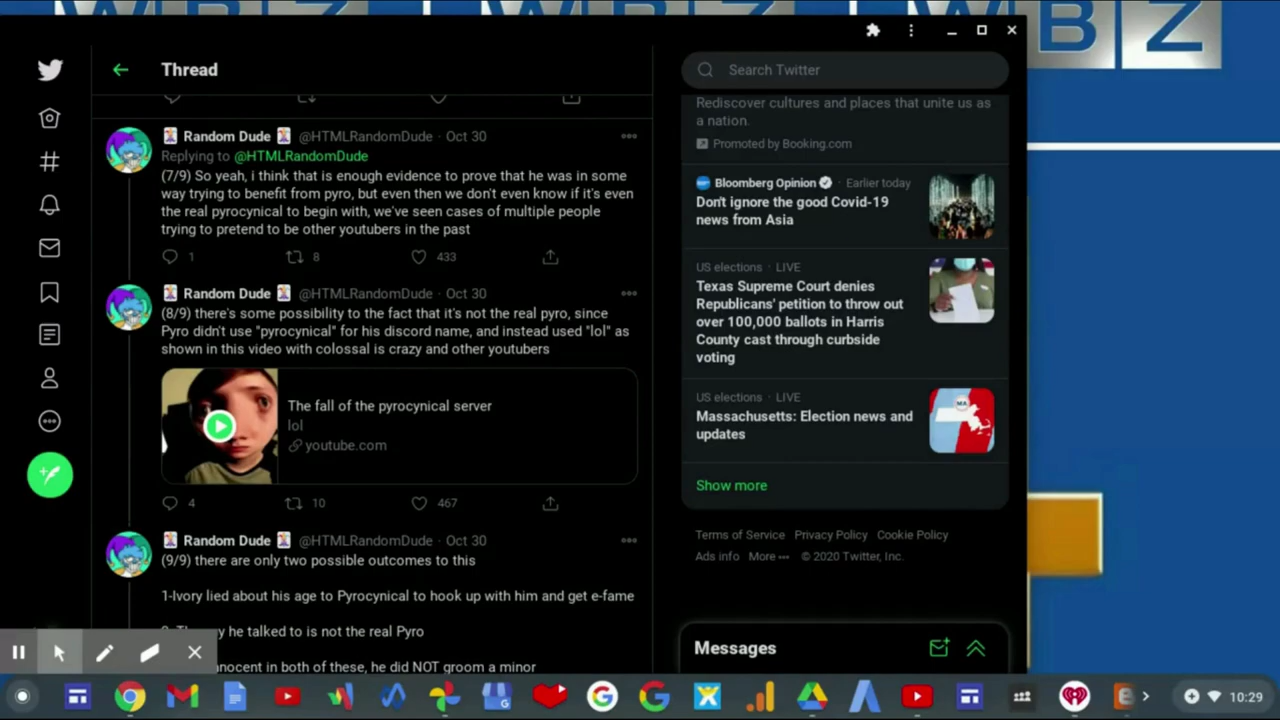 WBZ
WBZ
WBZ
Thread
Search Twitter
Random Dude @HTMLRandomDude · Oct 30
Replying to @HTMLRandomDude
(7/9) So yeah, i think that is enough evidence to prove that he was in some
way trying to benefit from pyro, but even then we don't even know if it's even
the real pyrocynical to begin with, we've seen cases of multiple people
trying to pretend to be other youtubers in the past
1 8 433
Random Dude @HTMLRandomDude · Oct 30
(8/9) there's some possibility to the fact that it's not the real pyro, since
Pyro didn't use "pyrocynical" for his discord name, and instead used "lol" as
shown in this video with colossal is crazy and other youtubers
The fall of the pyrocynical server
lol
youtube.com
4 10 467
Random Dude @HTMLRandomDude · Oct 30
(9/9) there are only two possible outcomes to this
1-Ivory lied about his age to Pyrocynical to hook up with him and get e-fame
he talked to is not the real Pyro
in both of these, he did NOT groom a minor
Rediscover cultures and places that unite us as
a nation.
Promoted by Booking.com
Bloomberg Opinion · Earlier today
Don't ignore the good Covid-19
news from Asia
US elections · LIVE
Texas Supreme Court denies
Republicans' petition to throw out
over 100,000 ballots in Harris
County cast through curbside
voting
US elections · LIVE
Massachusetts: Election news and
updates
MA
Show more
Terms of Service Privacy Policy Cookie Policy
Ads info More ••• © 2020 Twitter, Inc.
Messages
10:29